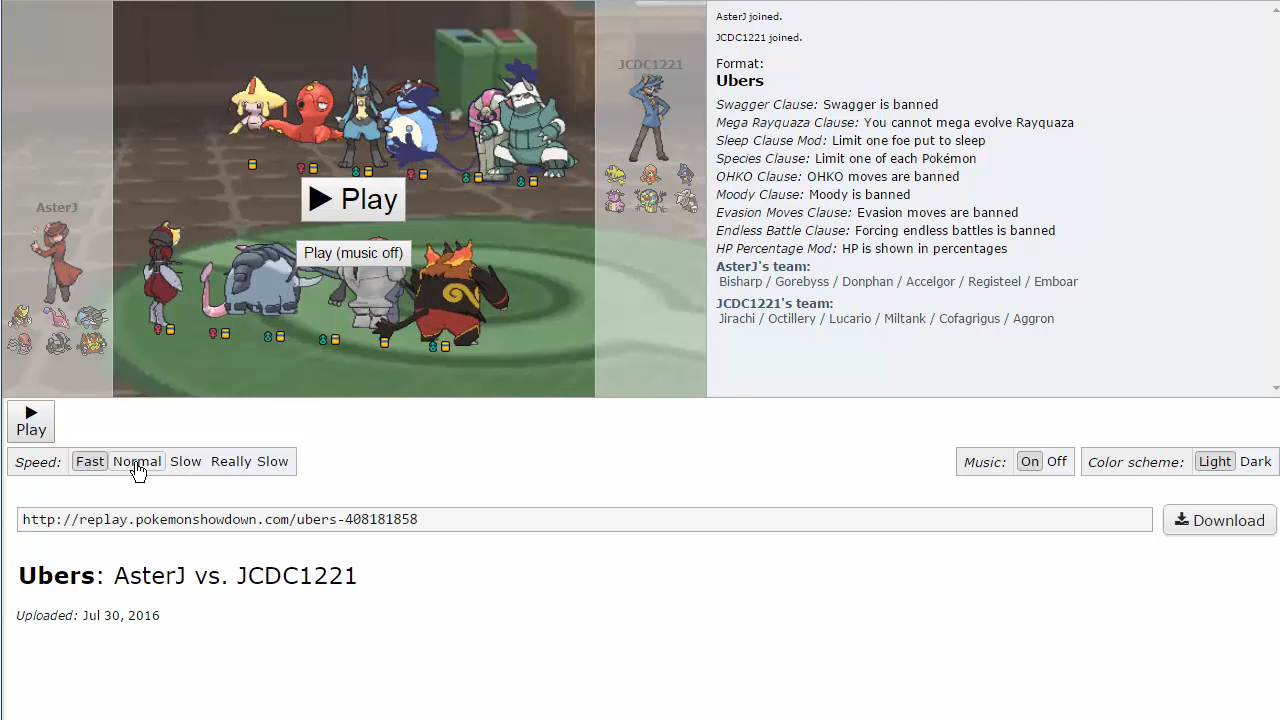 AsterJ joined.
JCDC1221 joined.
Format:
Ubers
Swagger Clause: Swagger is banned
Mega Rayquaza Clause: You cannot mega evolve Rayquaza
Sleep Clause Mod: Limit one foe put to sleep
Species Clause: Limit one of each Pokémon
OHKO Clause: OHKO moves are banned
Moody Clause: Moody is banned
Evasion Moves Clause: Evasion moves are banned
Endless Battle Clause: Forcing endless battles is banned
HP Percentage Mod: HP is shown in percentages
AsterJ's team:
Bisharp / Gorebyss / Donphan / Accelgor / Registeel / Emboar
JCDC1221's team:
Jirachi / Octillery / Lucario / Miltank / Cofagrigus / Aggron
JCDC1221
AsterJ
Play
Play (music off)
Play
Speed: Fast Normal Slow Really Slow
Music: On Off
Color scheme: Light Dark
http://replay.pokemonshowdown.com/ubers-408181858
Download
Ubers: AsterJ vs. JCDC1221
Uploaded: Jul 30, 2016